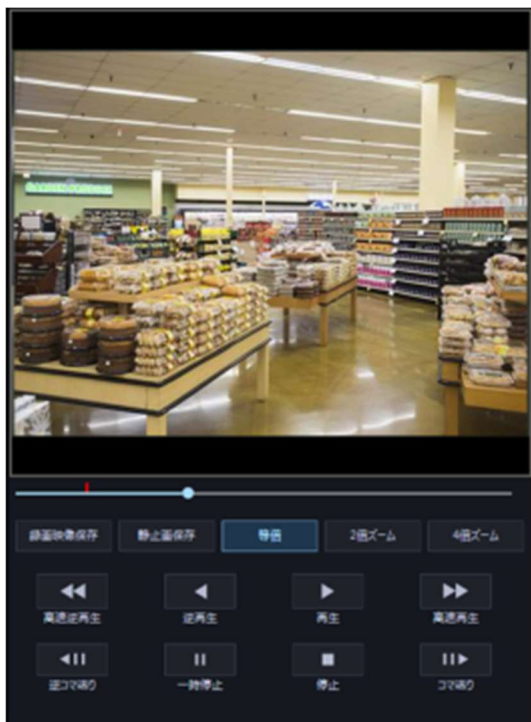 GARDEN PRODUCE
録画映像保存
静止画保存
等倍
2倍ズーム
4倍ズーム
高速逆再生
逆再生
再生
高速再生
逆コマ送り
一時停止
停止
コマ送り